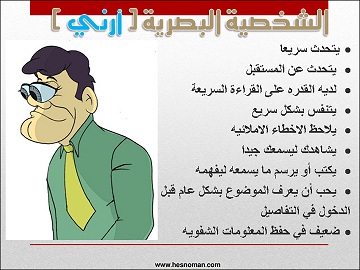 الشخصية البصرية [ أرني ]
يتحدث سريعا
يتحدث عن المستقبل
لديه القدره على القراءة السريعة
يتنفس بشكل سريع
يلاحظ الاخطاء الاملائيه
يشاهدك ليسمعك جيدا
يكتب أو يرسم ما يسمعه ليفهمه
يحب أن يعرف الموضوع بشكل عام قبل
الدخول في التفاصيل
ضعيف في حفظ المعلومات الشفويه
www.hesnoman.com